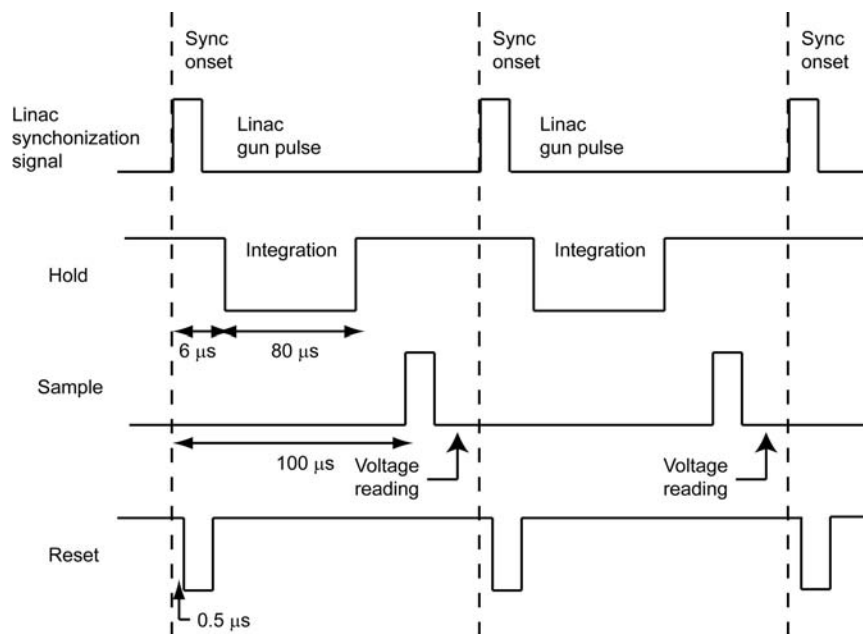 Sync
onset
Sync
onset
Sync
onset
Linac
synchonization
signal
Linac
gun pulse
Linac
gun pulse
Hold
Integration
Integration
6 μs
80 μs
Sample
100 μs
Voltage
reading
Voltage
reading
Reset
0.5 μs